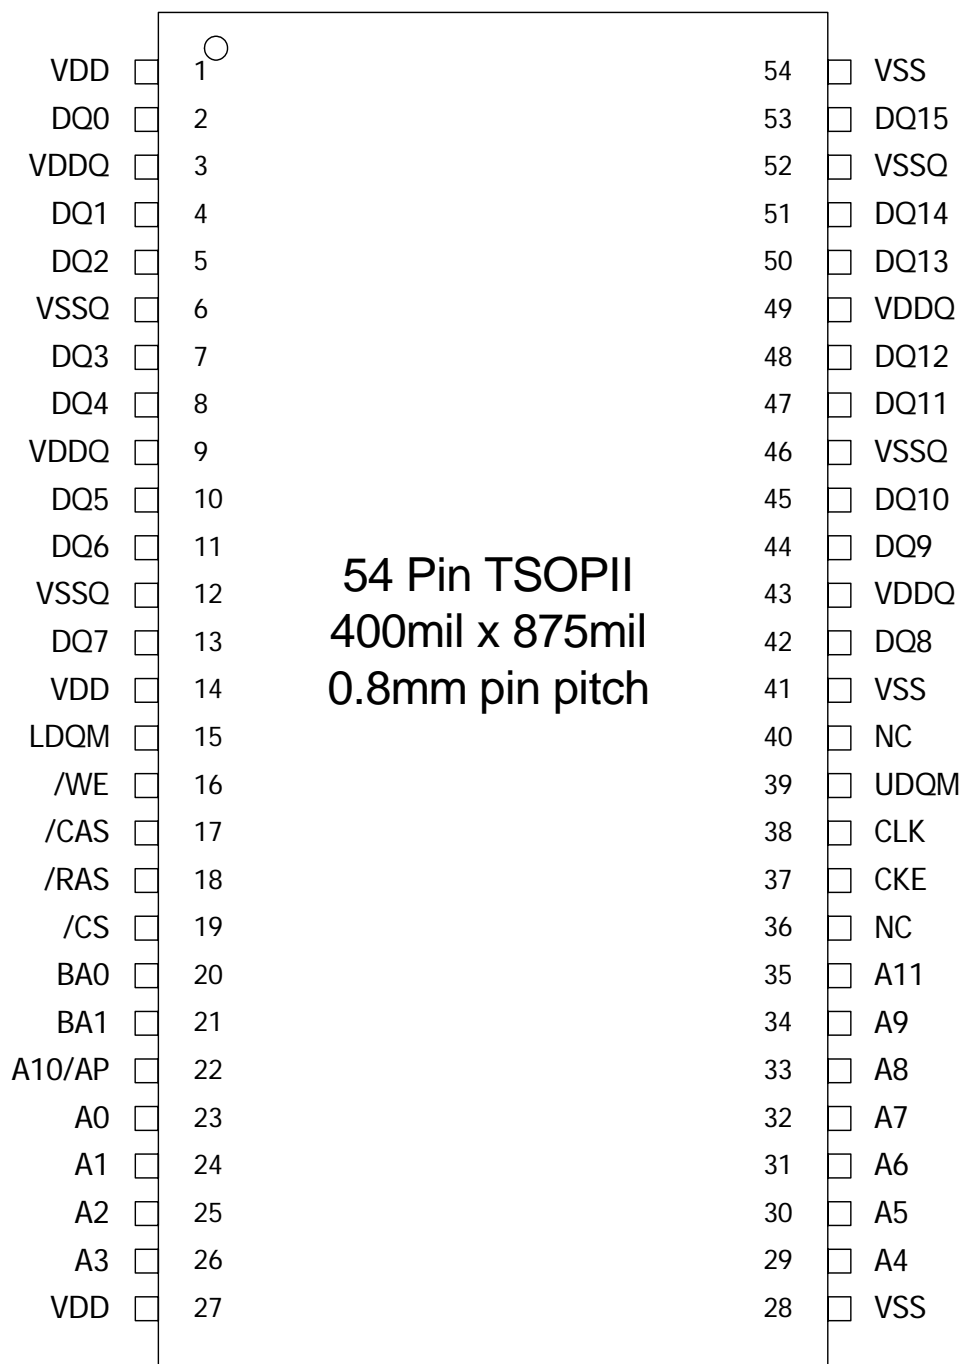 VDD 1 54 VSS
DQ0 2 53 DQ15
VDDQ 3 52 VSSQ
DQ1 4 51 DQ14
DQ2 5 50 DQ13
VSSQ 6 49 VDDQ
DQ3 7 48 DQ12
DQ4 8 47 DQ11
VDDQ 9 46 VSSQ
DQ5 10 45 DQ10
DQ6 11 44 DQ9
54 Pin TSOPII
VSSQ 12 43 VDDQ
400mil x 875mil
DQ7 13 42 DQ8
0.8mm pin pitch
VDD 14 41 VSS
LDQM 15 40 NC
/WE 16 39 UDQM
/CAS 17 38 CLK
/RAS 18 37 CKE
/CS 19 36 NC
BA0 20 35 A11
BA1 21 34 A9
A10/AP 22 33 A8
A0 23 32 A7
A1 24 31 A6
A2 25 30 A5
A3 26 29 A4
VDD 27 28 VSS